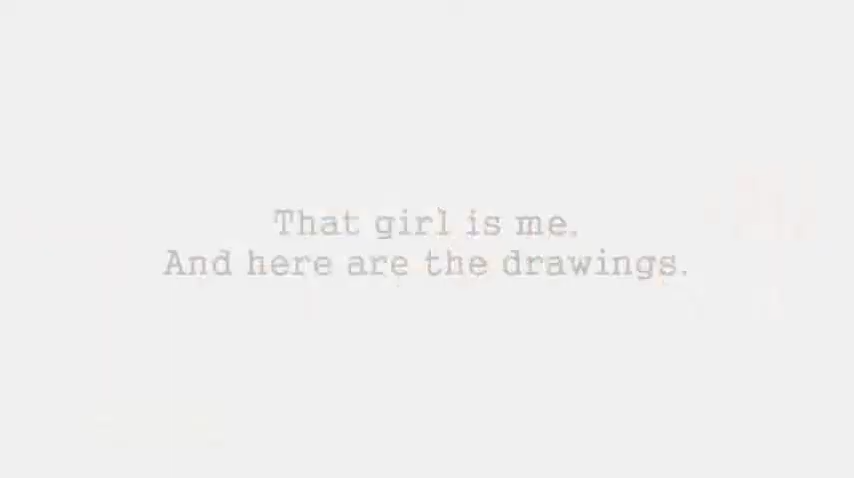 That girl is me.
And here are the drawings.